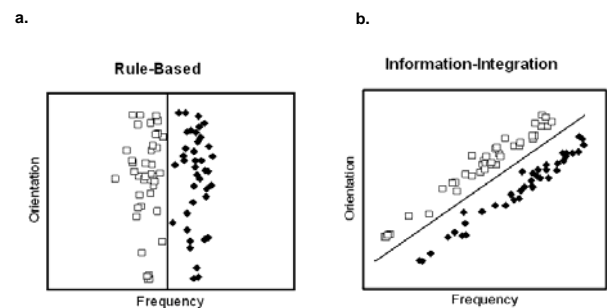 a.
Rule-Based
Orientation
Frequency
b.
Information-Integration
Orientation
Frequency